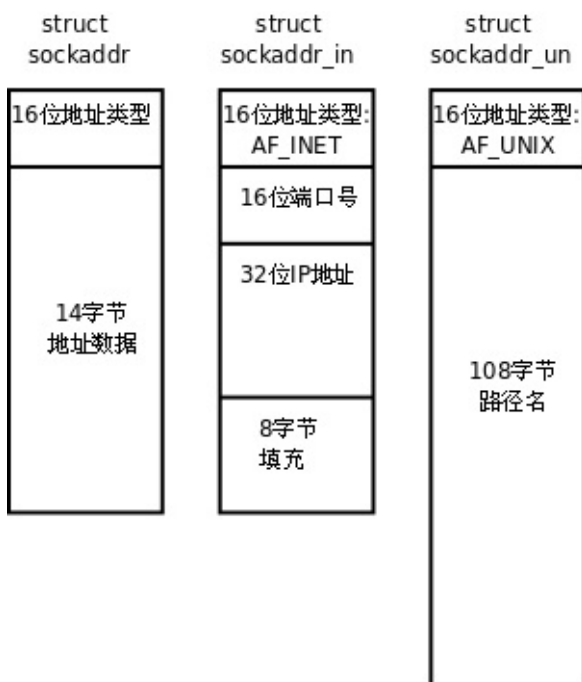 struct
sockaddr
16位地址类型
14字节
地址数据
struct
sockaddr_in
16位地址类型:
AF_INET
16位端口号
32位IP地址
8字节
填充
struct
sockaddr_un
16位地址类型:
AF_UNIX
108字节
路径名